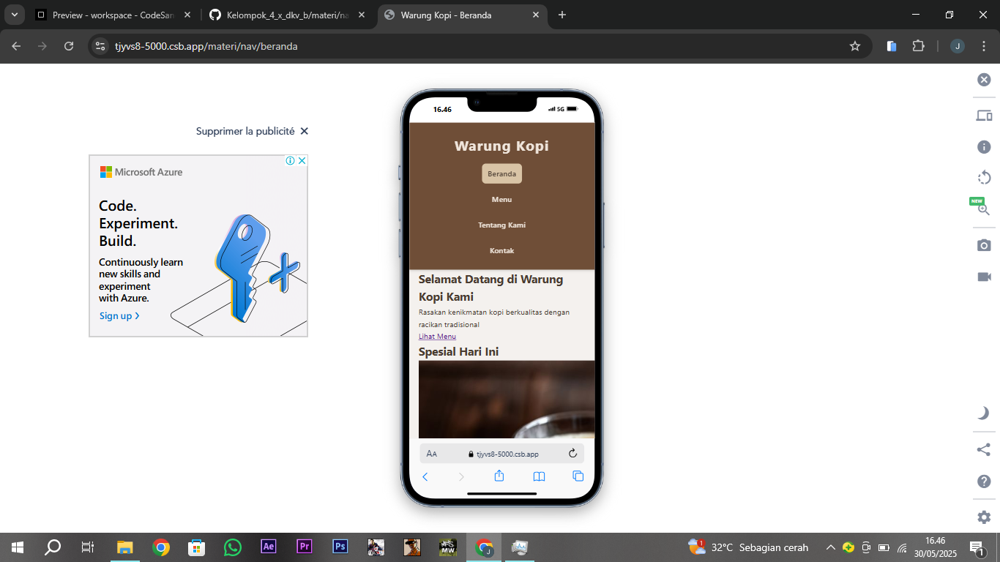 Preview - workspace - CodeSan
Kelompok_4_x_dkv_b/materi/na
Warung Kopi - Beranda
tjyvs8-5000.csb.app/materi/nav/beranda
J
Supprimer la publicité
Microsoft Azure
Code.
Experiment.
Build.
Continuously learn
new skills and
experiment
with Azure.
Sign up
16.46
5G
Warung Kopi
Beranda
Menu
Tentang Kami
Kontak
Selamat Datang di Warung
Kopi Kami
Rasakan kenikmatan kopi berkualitas dengan
racikan tradisional
Lihat Menu
Spesial Hari Ini
AA
tjyvs8-5000.csb.app
NEW
Ae
Pr
Ps
MW
J
1
32°C Sebagian cerah
16.46
30/05/2025
1